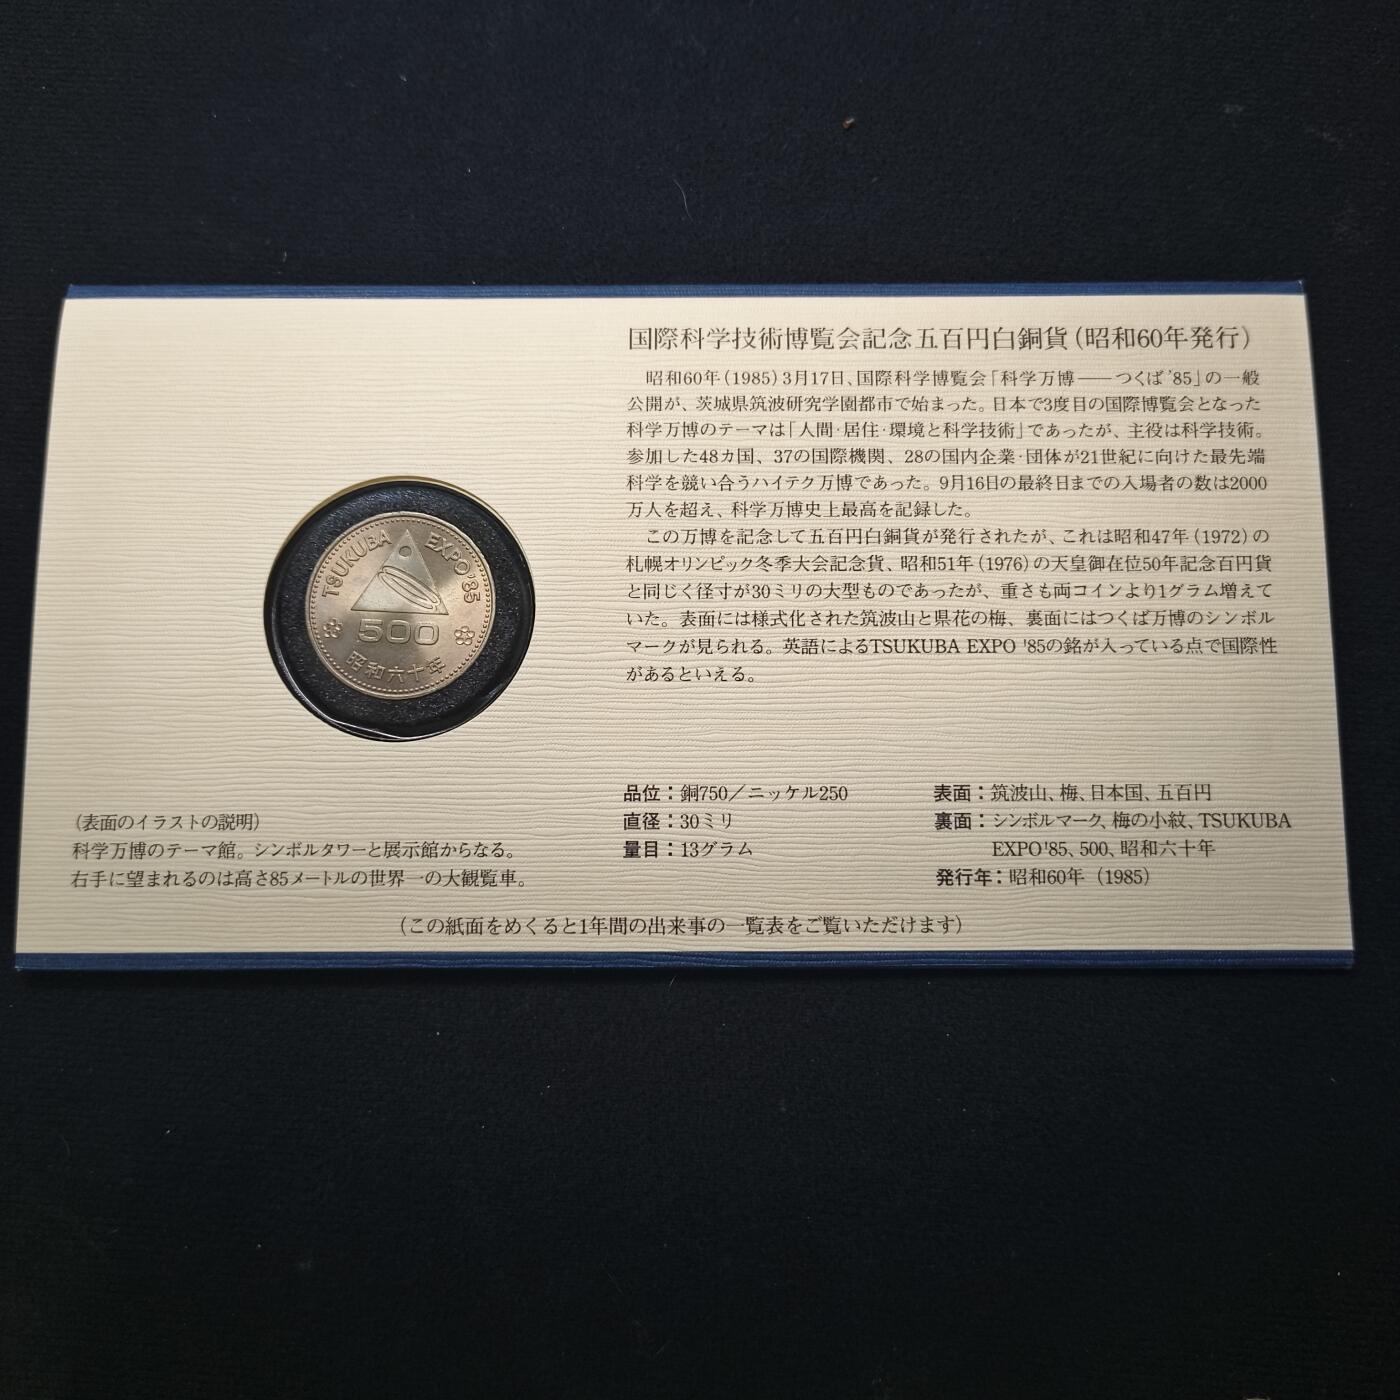 国際科学技術博覧会記念五百円白銅貨(昭和60年発行)
昭和60年(1985)3月17日、国際科学博覧会「科学万博――つくば'85」の一般
公開が、茨城県筑波研究学園都市で始まった。日本で3度目の国際博覧会となった
科学万博のテーマは「人間・居住・環境と科学技術」であったが、主役は科学技術。
参加した48カ国、37の国際機関、28の国内企業・団体が21世紀に向けた最先端
科学を競い合うハイテク万博であった。9月16日の最終日までの入場者の数は2000
万人を超え、科学万博史上最高を記録した。
この万博を記念して五百円白銅貨が発行されたが、これは昭和47年(1972)の
札幌オリンピック冬季大会記念貨、昭和51年(1976)の天皇御在位50年記念百円貨
と同じく径寸が30ミリの大型ものであったが、重さも両コインより1グラム増えて
いた。表面には様式化された筑波山と県花の梅、裏面にはつくば万博のシンボル
マークが見られる。英語によるTSUKUBA EXPO '85の銘が入っている点で国際性
があるといえる。
TSUKUBA EXPO'85
500
昭和六十年
品位：銅750／ニッケル250
直径：30ミリ
量目：13グラム
表面：筑波山、梅、日本国、五百円
裏面：シンボルマーク、梅の小紋、TSUKUBA
EXPO'85、500、昭和六十年
発行年：昭和60年(1985)
(表面のイラストの説明)
科学万博のテーマ館。シンボルタワーと展示館からなる。
右手に望まれるのは高さ85メートルの世界一の大観覧車。
(この紙面をめくると1年間の出来事の一覧表をご覧いただけます)